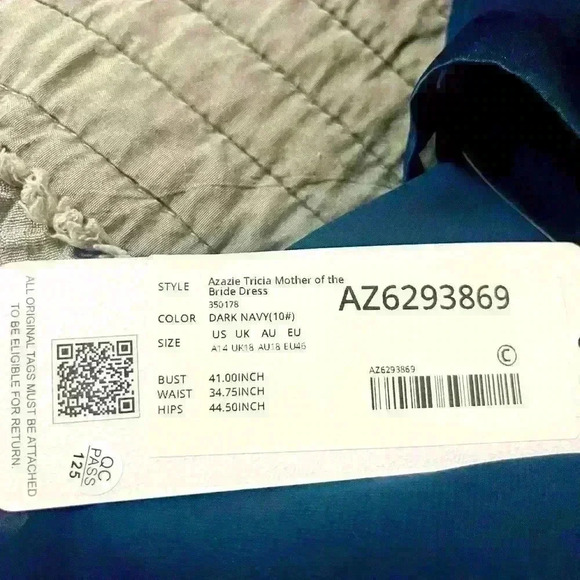 ALL ORIGINAL TAGS MUST BE ATTACHED
TO BE ELIGIBLE FOR RETURN.
STYLE Azazie Tricia Mother of the
Bride Dress
350178
COLOR DARK NAVY(10#)
SIZE US UK AU EU
A14 UK18 AU18 EU46
BUST 41.00INCH
WAIST 34.75INCH
HIPS 44.50INCH
AZ6293869
C
AZ6293869
QC
PASS
125